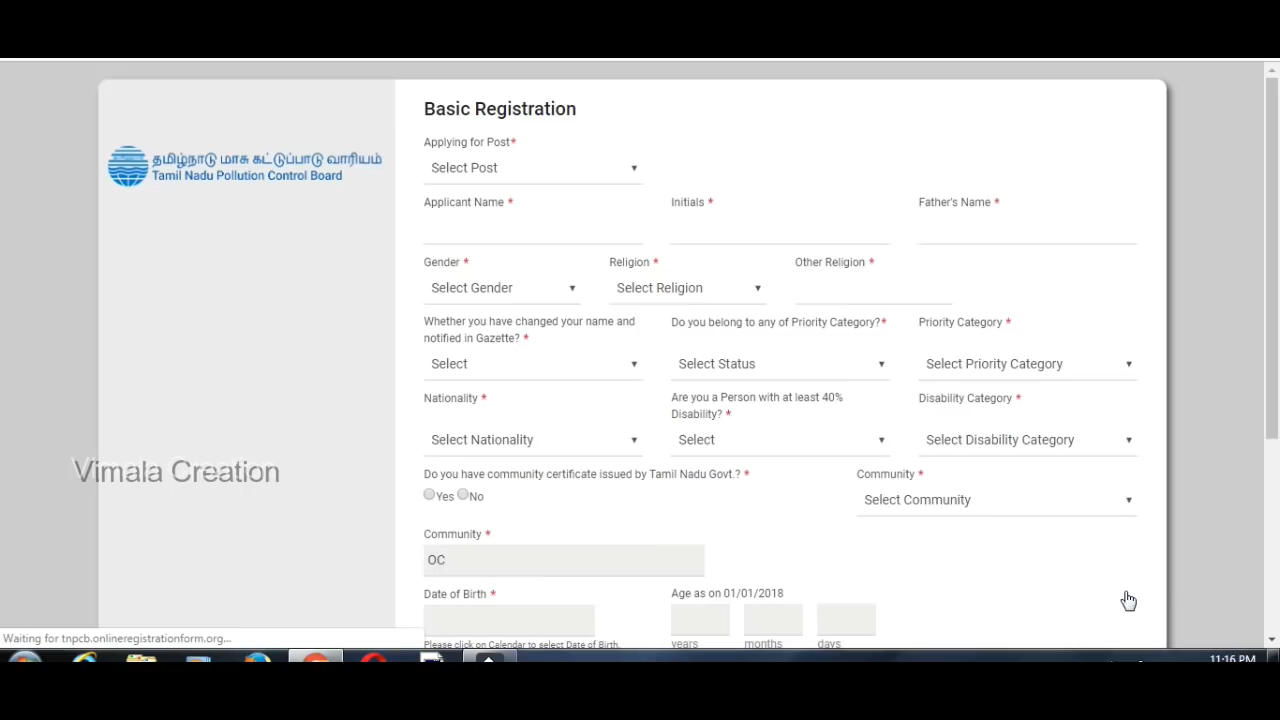 Basic Registration
Applying for Post*
தமிழ்நாடு மாசு கட்டுப்பாடு வாரியம்
Tamil Nadu Pollution Control Board
Select Post
Applicant Name * Initials * Father's Name *
Gender * Religion * Other Religion *
Select Gender Select Religion
Whether you have changed your name and
notified in Gazette? *
Do you belong to any of Priority Category?* Priority Category *
Select Select Status Select Priority Category
Nationality * Are you a Person with at least 40%
Disability? *
Disability Category *
Select Nationality Select Select Disability Category
Vimala Creation
Do you have community certificate issued by Tamil Nadu Govt.? * Community *
Yes No Select Community
Community *
OC
Date of Birth * Age as on 01/01/2018
Please click on Calendar to select Date of Birth. years months days
Waiting for tnpcb.onlineregistrationform.org...
11:16 PM